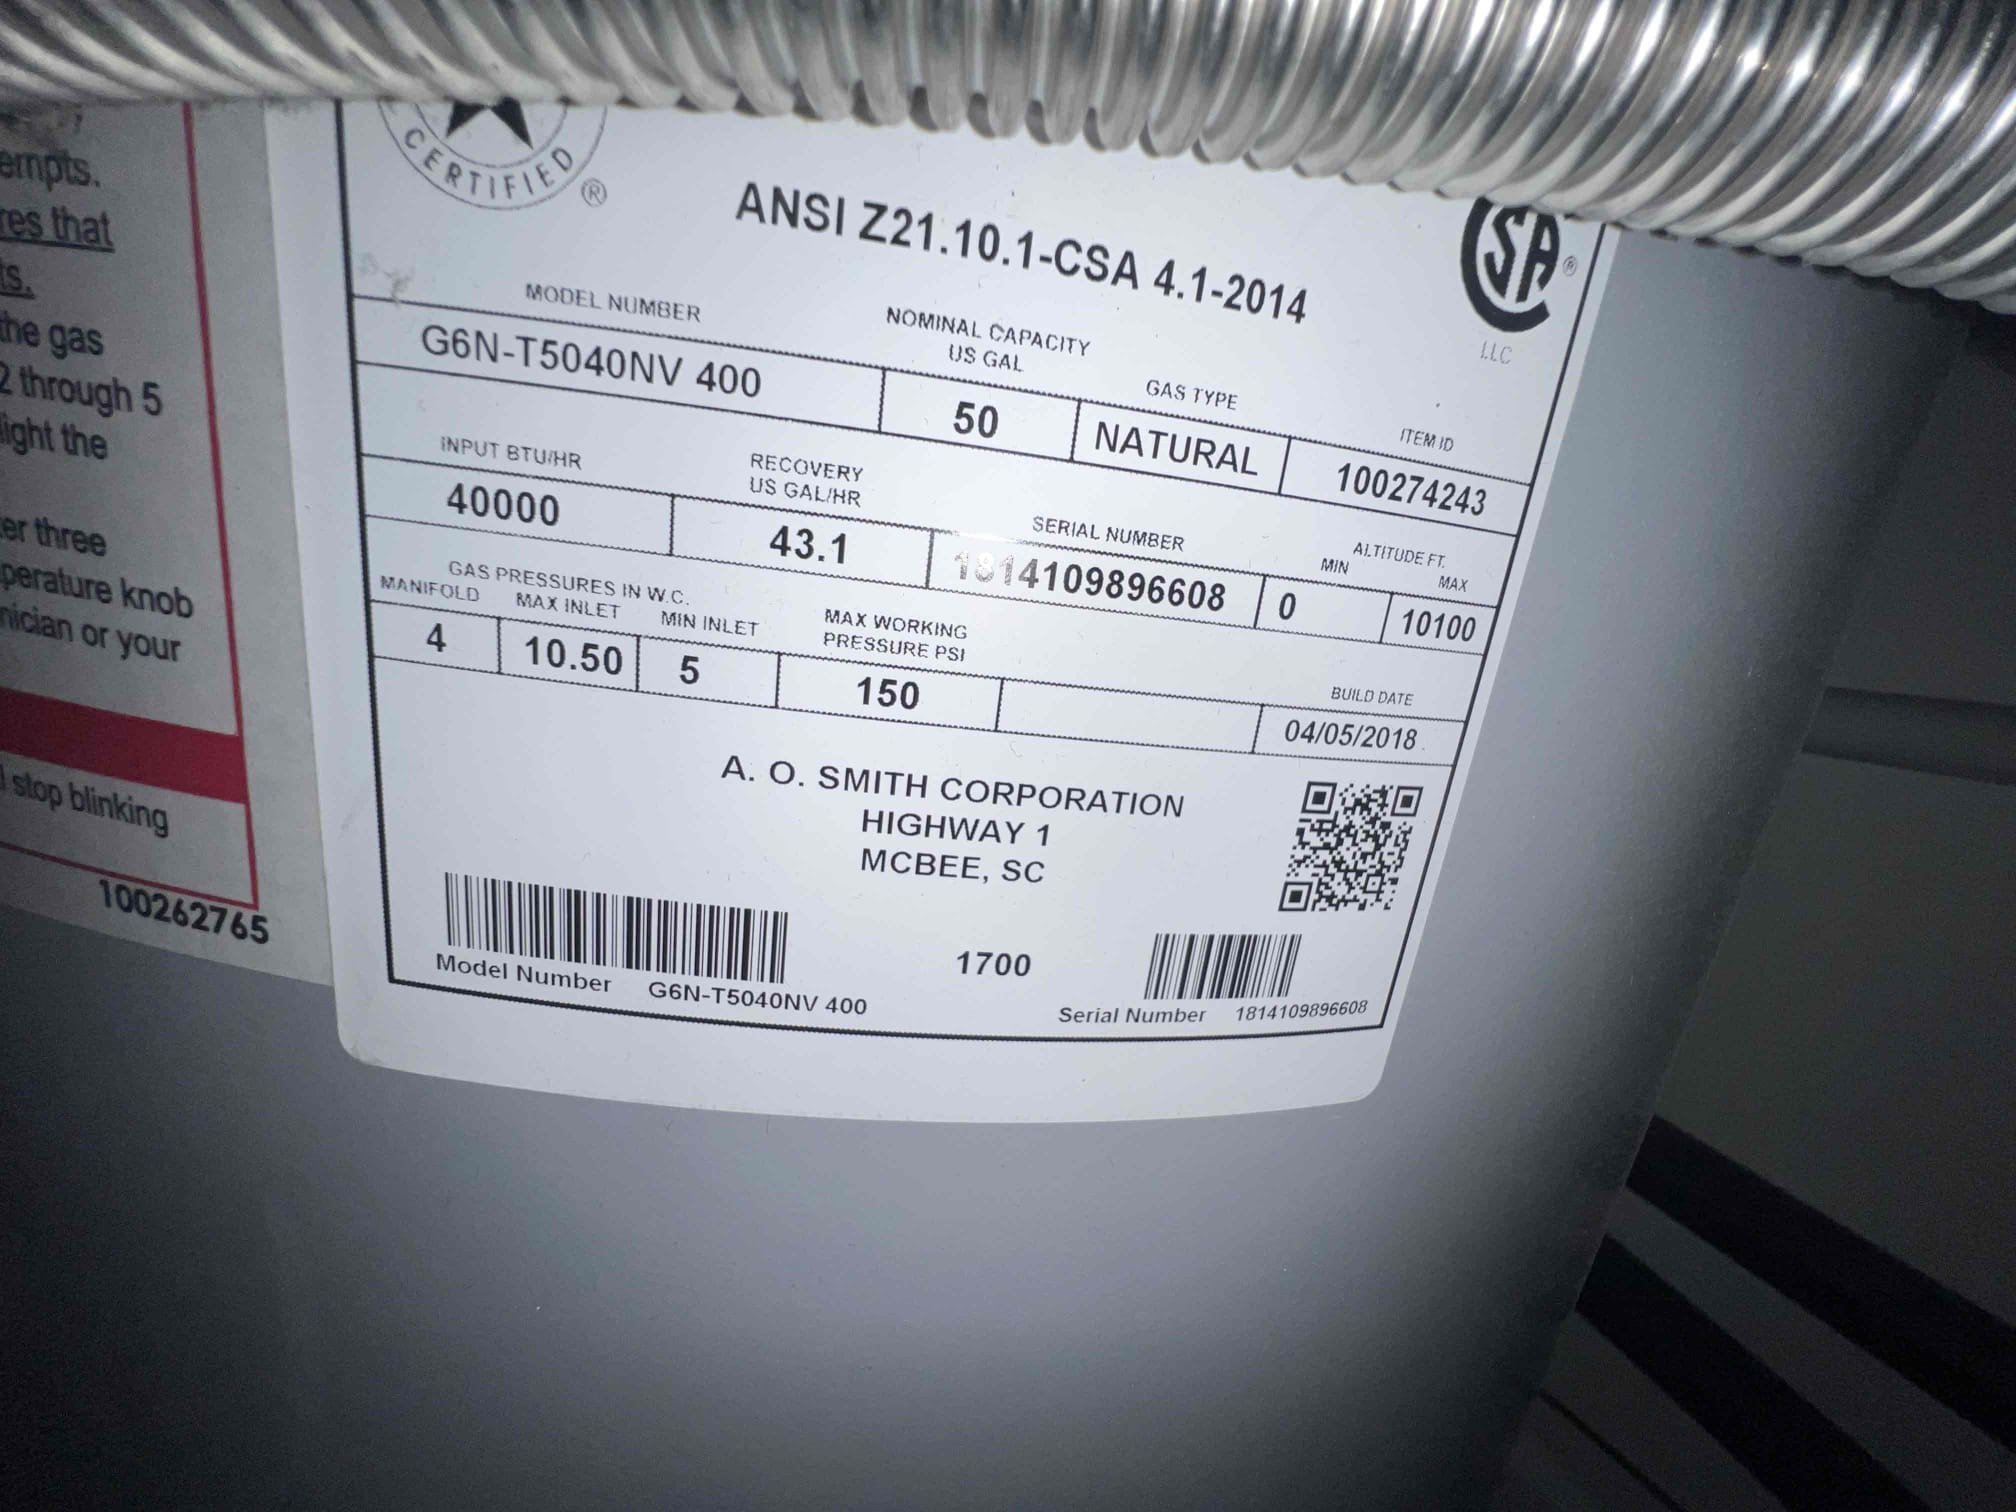 empts.
res that
ts.
the gas
2 through 5
light the
er three
perature knob
nician or your
stop blinking
100262765
CERTIFIED ®
ANSI Z21.10.1-CSA 4.1-2014
SA ®
LLC
MODEL NUMBER
NOMINAL CAPACITY
US GAL
GAS TYPE
ITEM ID
G6N-T5040NV 400
50
NATURAL
100274243
INPUT BTU/HR
RECOVERY
US GAL/HR
SERIAL NUMBER
ALTITUDE FT.
MIN
MAX
40000
43.1
1814109896608
0
10100
GAS PRESSURES IN W.C.
MANIFOLD
MAX INLET
MIN INLET
MAX WORKING
PRESSURE PSI
BUILD DATE
4
10.50
5
150
04/05/2018
A. O. SMITH CORPORATION
HIGHWAY 1
MCBEE, SC
Model Number G6N-T5040NV 400
1700
Serial Number 1814109896608